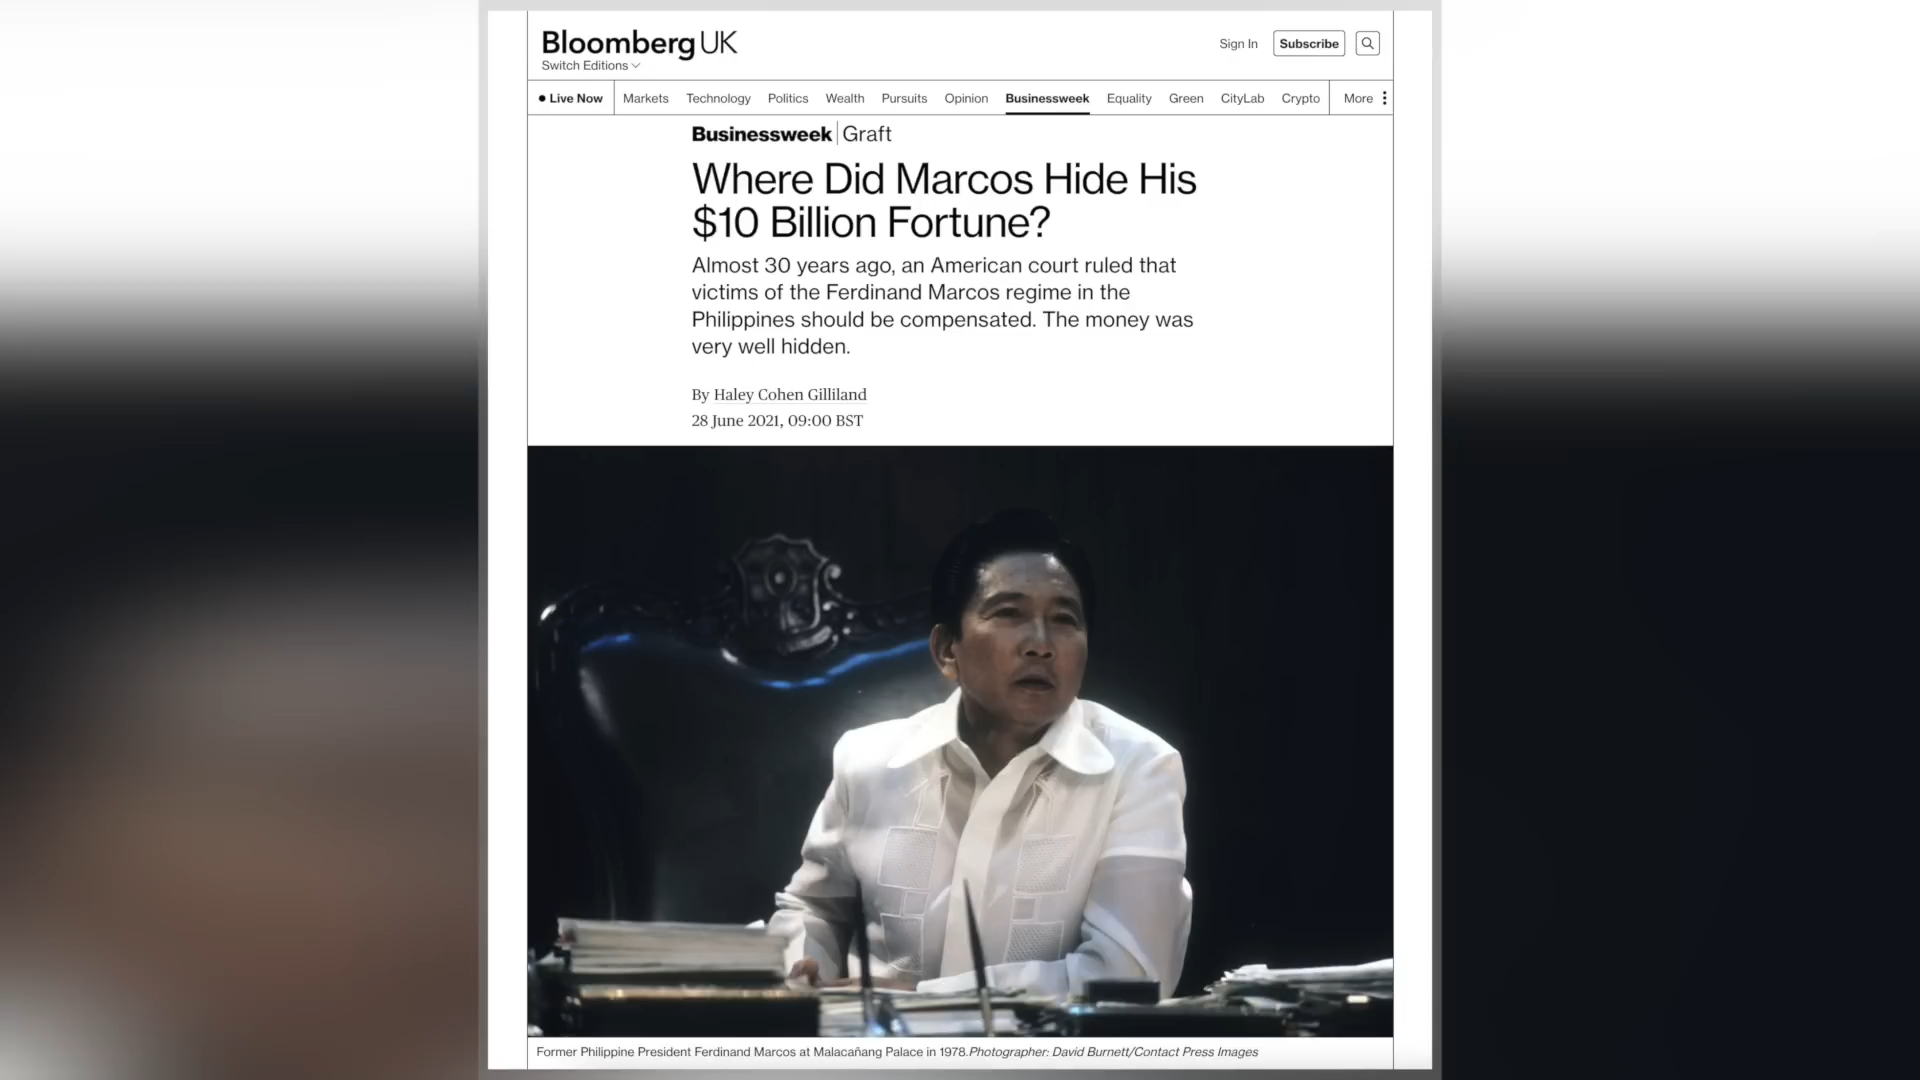 Bloomberg UK
Switch Editions
Sign In
Subscribe
Live Now
Markets
Technology
Politics
Wealth
Pursuits
Opinion
Businessweek
Equality
Green
CityLab
Crypto
More
Businessweek | Graft
Where Did Marcos Hide His
$10 Billion Fortune?
Almost 30 years ago, an American court ruled that
victims of the Ferdinand Marcos regime in the
Philippines should be compensated. The money was
very well hidden.
By Haley Cohen Gilliland
28 June 2021, 09:00 BST
Former Philippine President Ferdinand Marcos at Malacañang Palace in 1978. Photographer: David Burnett/Contact Press Images